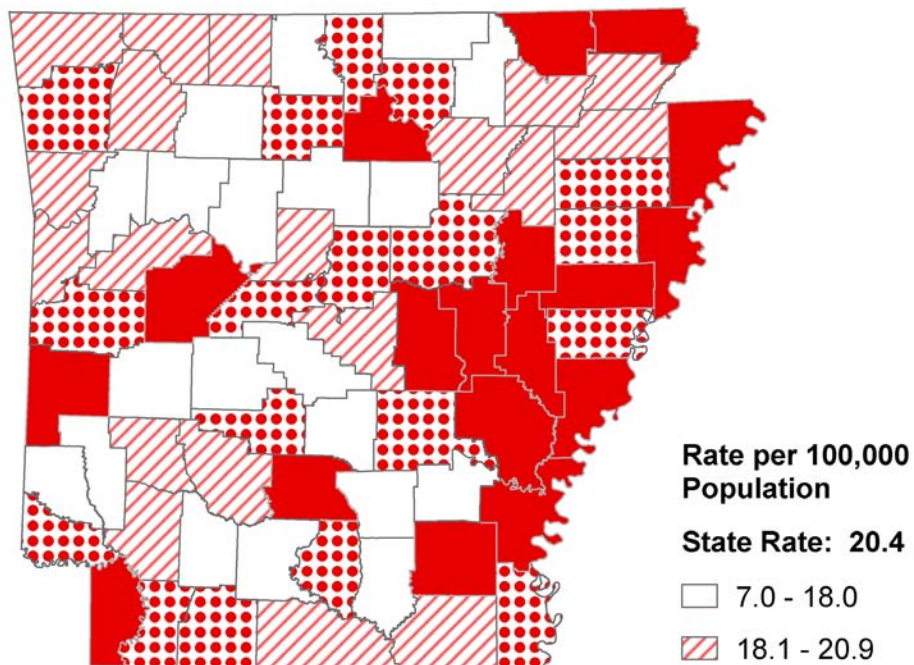 Rate per 100,000
Population
State Rate: 20.4
7.0 - 18.0
18.1 - 20.9